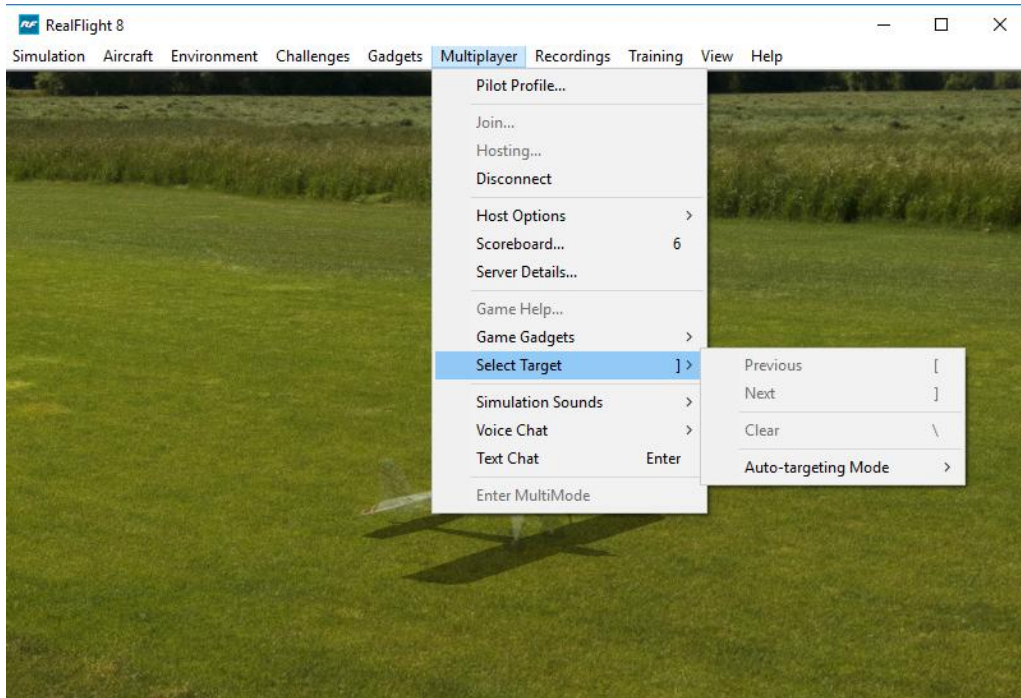 RF RealFlight 8
Simulation Aircraft Environment Challenges Gadgets Multiplayer Recordings Training View Help
Pilot Profile...
Join...
Hosting...
Disconnect
Host Options >
Scoreboard... 6
Server Details...
Game Help...
Game Gadgets >
Select Target ] >
Previous [
Next ]
Clear \
Auto-targeting Mode >
Simulation Sounds >
Voice Chat >
Text Chat Enter
Enter MultiMode